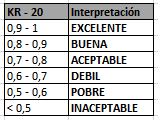 KR - 20 Interpretación
0,9 - 1 EXCELENTE
0,8 - 0,9 BUENA
0,7 - 0,8 ACEPTABLE
0,6 - 0,7 DEBIL
0,5 - 0,6 POBRE
< 0,5 INACEPTABLE